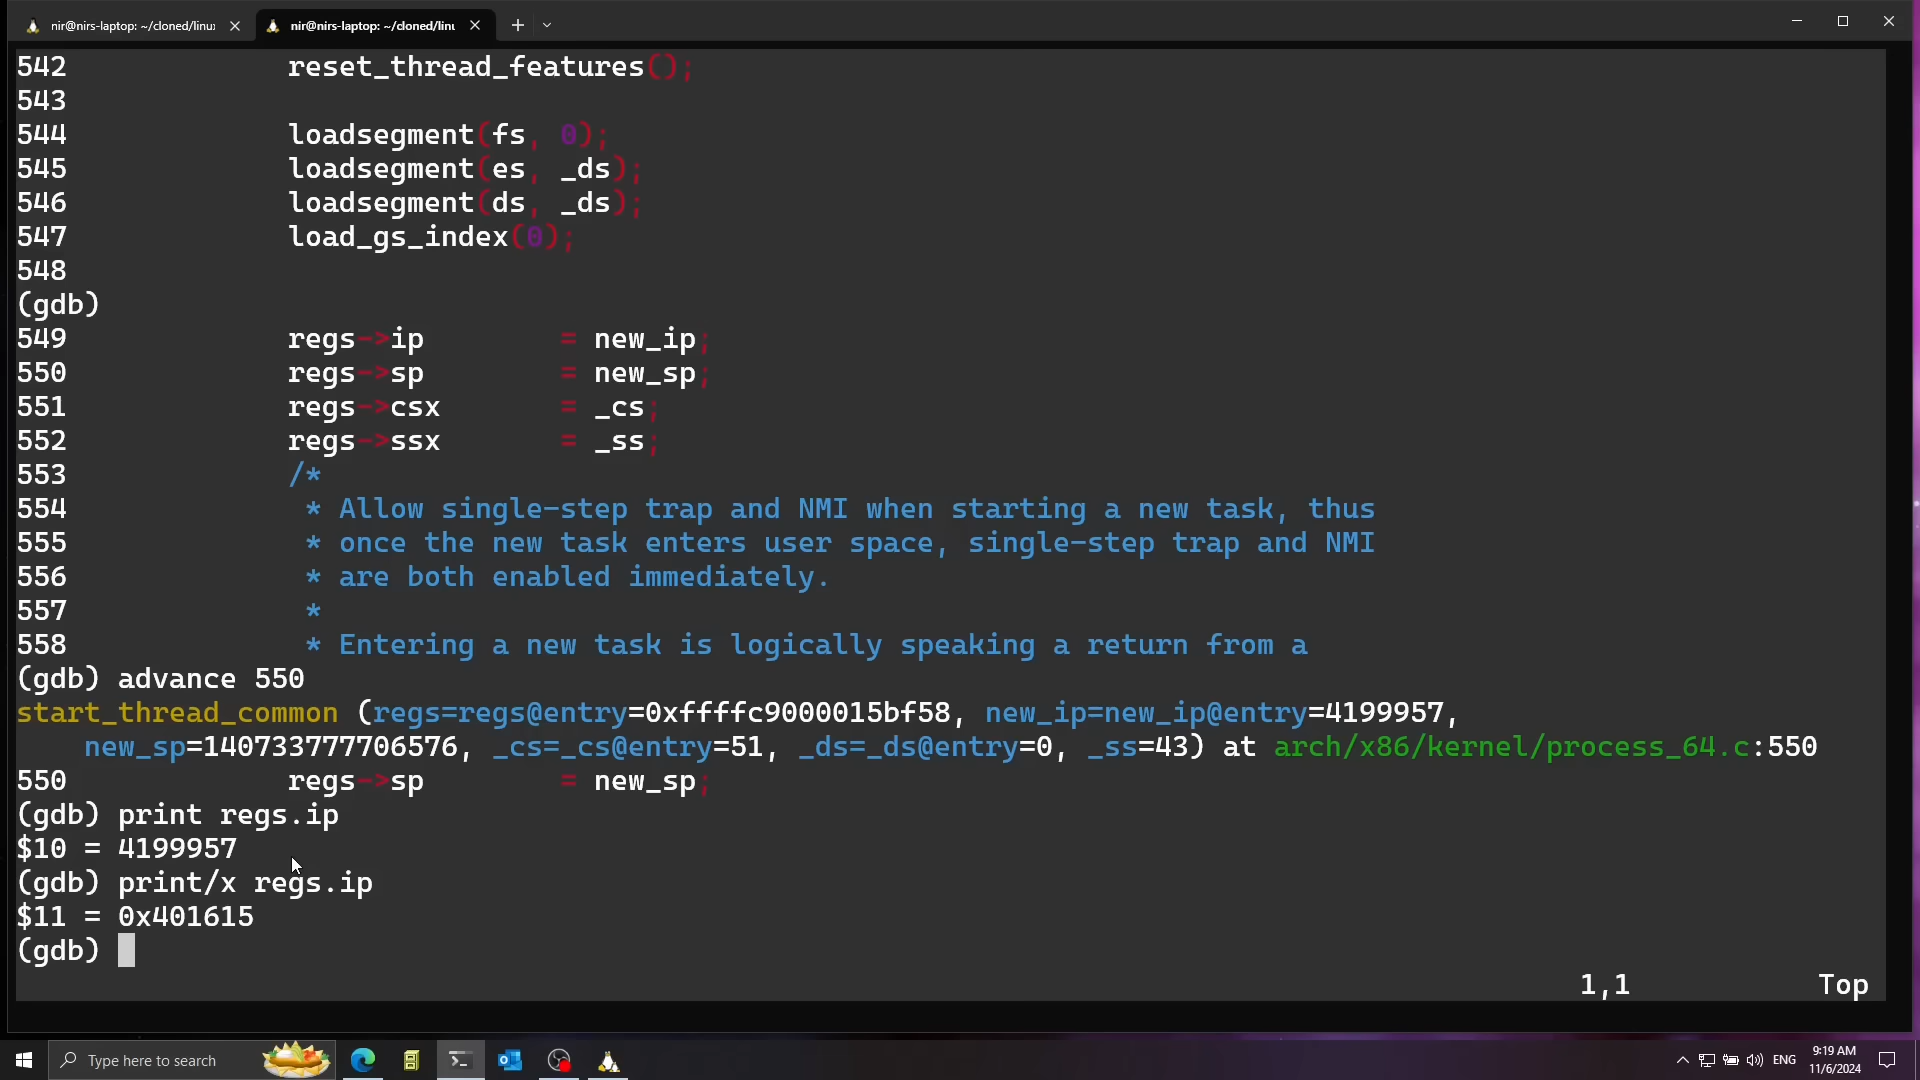 nir@nirs-laptop: ~/cloned/linux
nir@nirs-laptop: ~/cloned/linu
542 reset_thread_features();
543
544 loadsegment(fs, 0);
545 loadsegment(es, _ds);
546 loadsegment(ds, _ds);
547 load_gs_index(0);
548
(gdb)
549 regs->ip = new_ip;
550 regs->sp = new_sp;
551 regs->csx = _cs;
552 regs->ssx = _ss;
553 /*
554 * Allow single-step trap and NMI when starting a new task, thus
555 * once the new task enters user space, single-step trap and NMI
556 * are both enabled immediately.
557 *
558 * Entering a new task is logically speaking a return from a
(gdb) advance 550
start_thread_common (regs=regs@entry=0xffffc9000015bf58, new_ip=new_ip@entry=4199957,
new_sp=140733777706576, _cs=_cs@entry=51, _ds=_ds@entry=0, _ss=43) at arch/x86/kernel/process_64.c:550
550 regs->sp = new_sp;
(gdb) print regs.ip
$10 = 4199957
(gdb) print/x regs.ip
$11 = 0x401615
(gdb)
1,1 Top
Type here to search
ENG
9:19 AM
11/6/2024